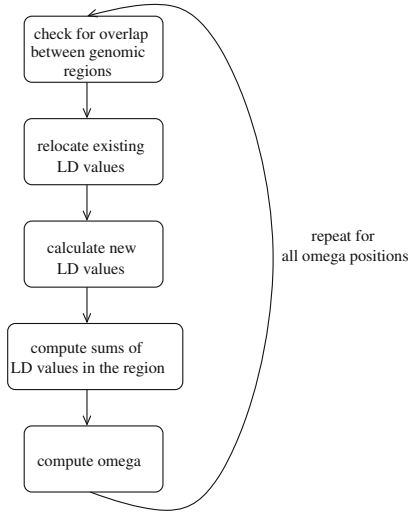 check for overlap
between genomic
regions
relocate existing
LD values
calculate new
LD values
repeat for
all omega positions
compute sums of
LD values in the region
compute omega